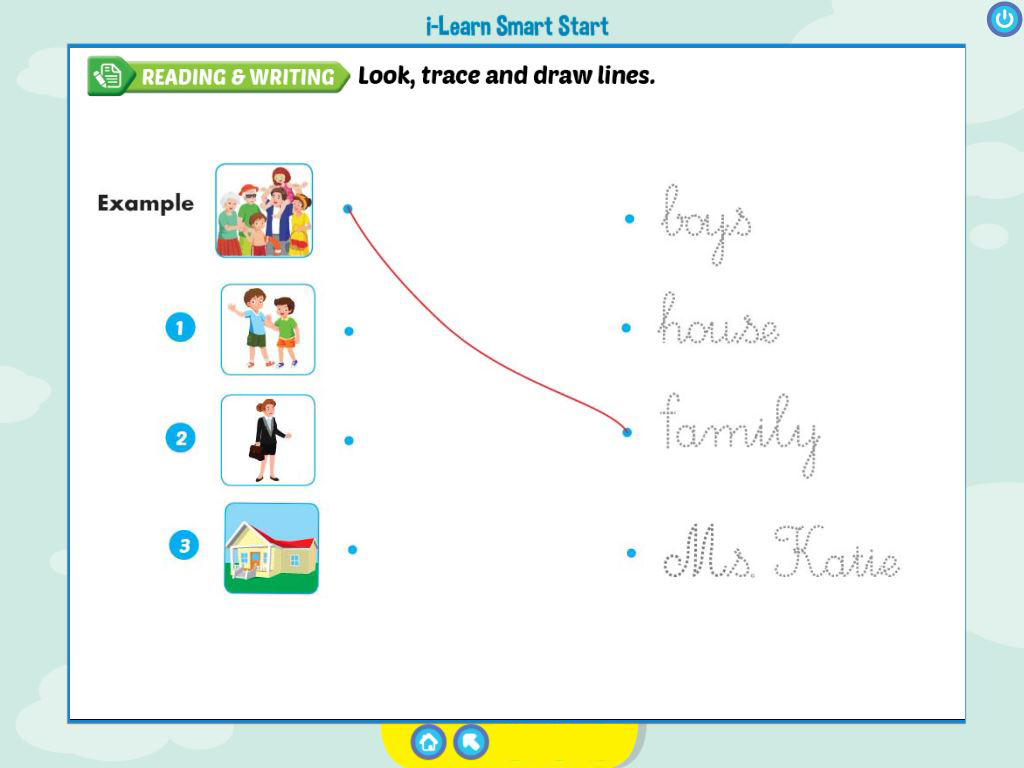 i-Learn Smart Start
READING & WRITING Look, trace and draw lines.
Example
boys
1
house
2
family
3
Ms. Katie